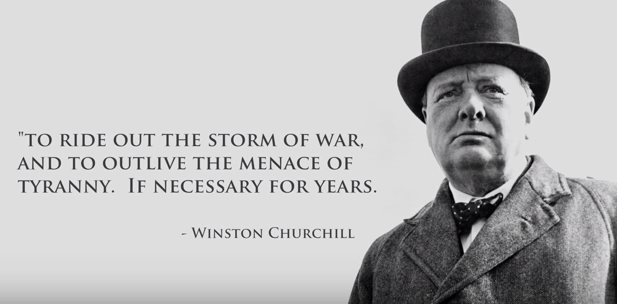 "TO RIDE OUT THE STORM OF WAR,
AND TO OUTLIVE THE MENACE OF
TYRANNY.  IF NECESSARY FOR YEARS.
- WINSTON CHURCHILL